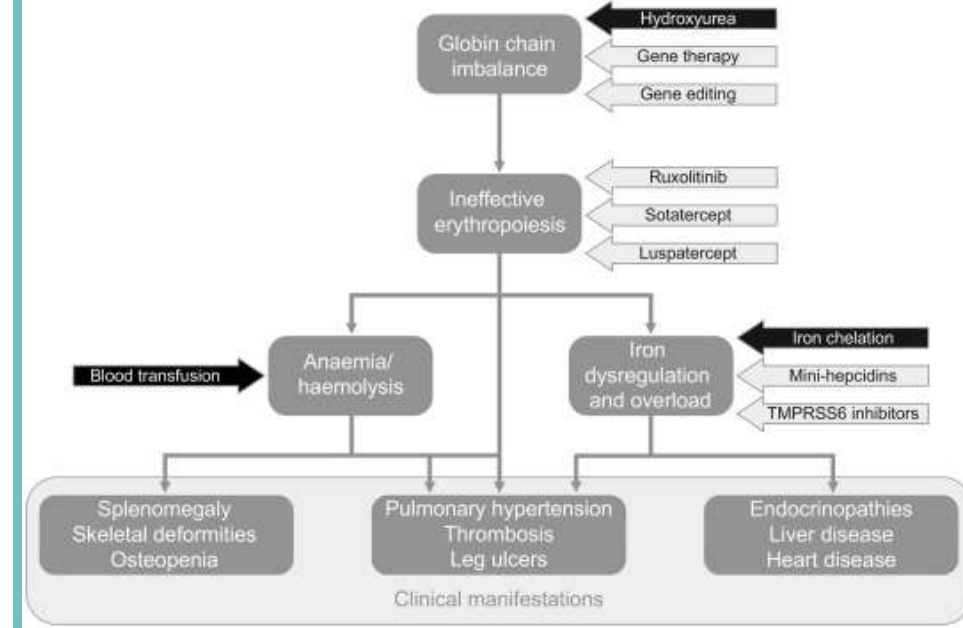 Hydroxyurea
Globin chain
imbalance
Gene therapy
Gene editing
Ruxolitinib
Ineffective
erythropoiesis
Sotatercept
Luspatercept
Blood transfusion
Anaemia/
haemolysis
Iron
dysregulation
and overload
Iron chelation
Mini-hepcidins
TMPRSS6 inhibitors
Splenomegaly
Skeletal deformities
Osteopenia
Pulmonary hypertension
Thrombosis
Leg ulcers
Endocrinopathies
Liver disease
Heart disease
Clinical manifestations